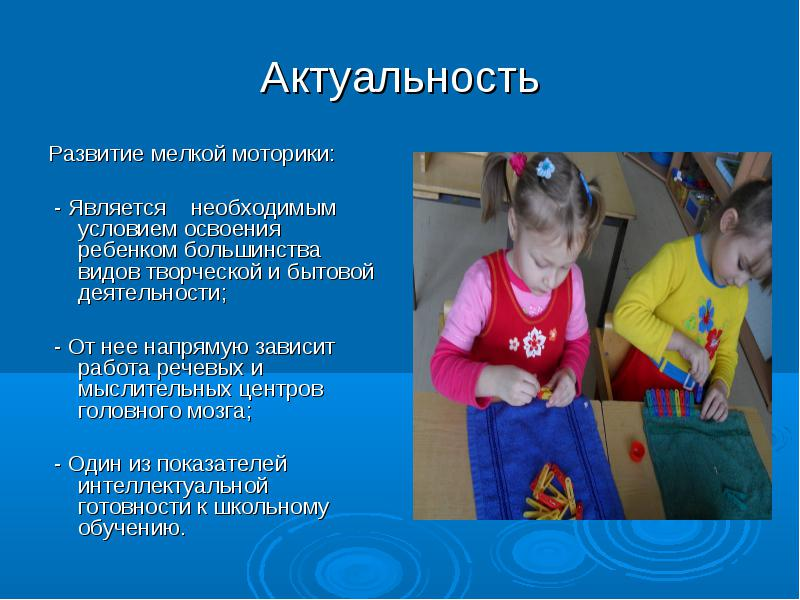 Актуальность
Развитие мелкой моторики:
- Является необходимым
условием освоения
ребенком большинства
видов творческой и бытовой
деятельности;
- От нее напрямую зависит
работа речевых и
мыслительных центров
головного мозга;
- Один из показателей
интеллектуальной
готовности к школьному
обучению.